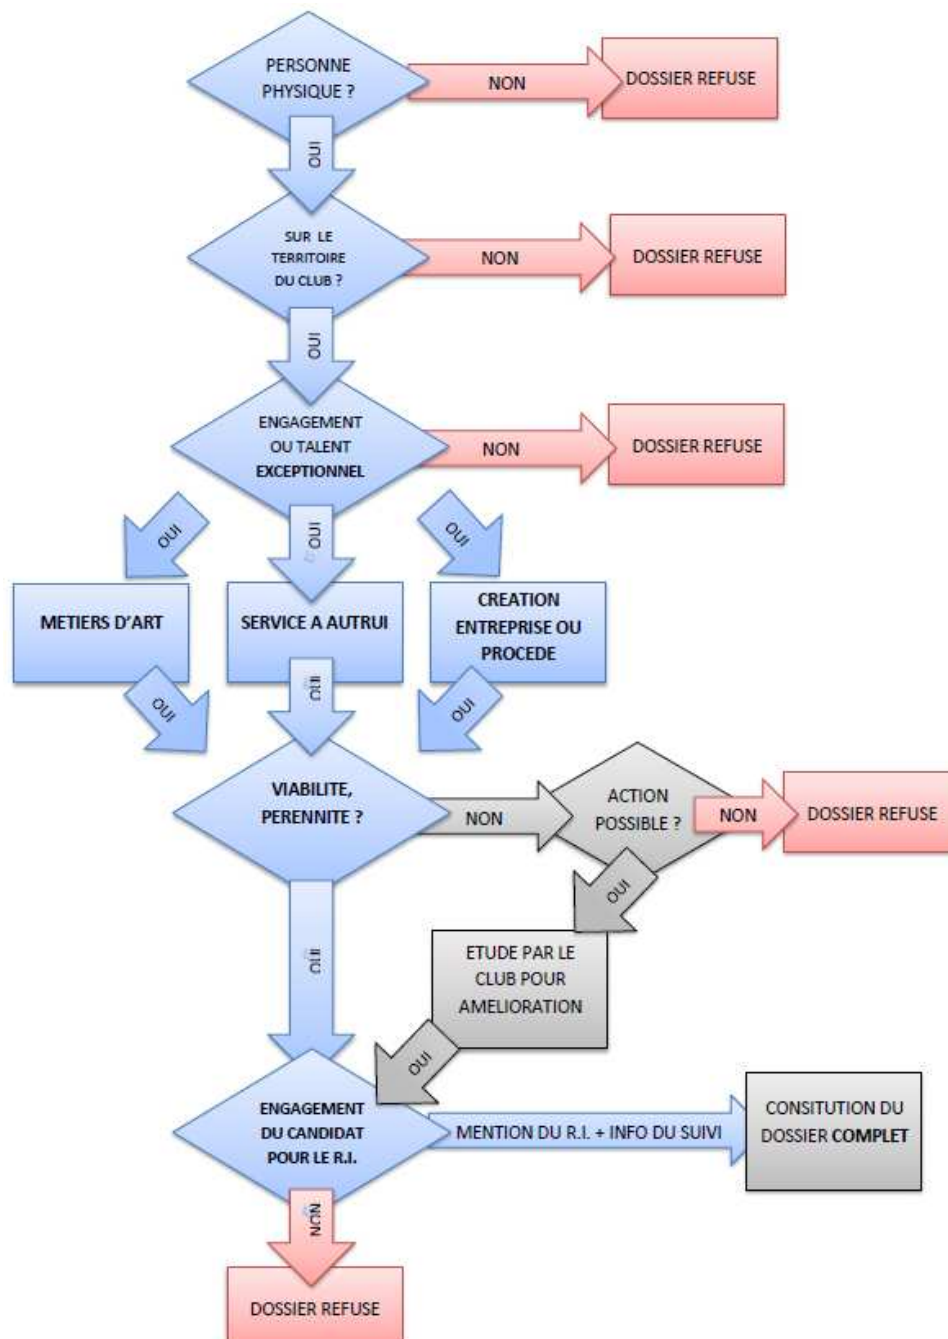 PERSONNE
PHYSIQUE ?
NON
DOSSIER REFUSE
OUI
SUR LE
TERRITOIRE
DU CLUB ?
NON
DOSSIER REFUSE
OUI
ENGAGEMENT
OU TALENT
EXCEPTIONNEL
NON
DOSSIER REFUSE
OUI
OUI
OUI
METIERS D'ART
SERVICE A AUTRUI
CREATION
ENTREPRISE OU
PROCEDE
OUI
OUI
OUI
VIABILITE,
PERENNITE ?
NON
ACTION
POSSIBLE ?
NON
DOSSIER REFUSE
OUI
OUI
ETUDE PAR LE
CLUB POUR
AMELIORATION
OUI
ENGAGEMENT
DU CANDIDAT
POUR LE R.I.
MENTION DU R.I. + INFO DU SUIVI
CONSITUTION DU
DOSSIER COMPLET
NON
DOSSIER REFUSE